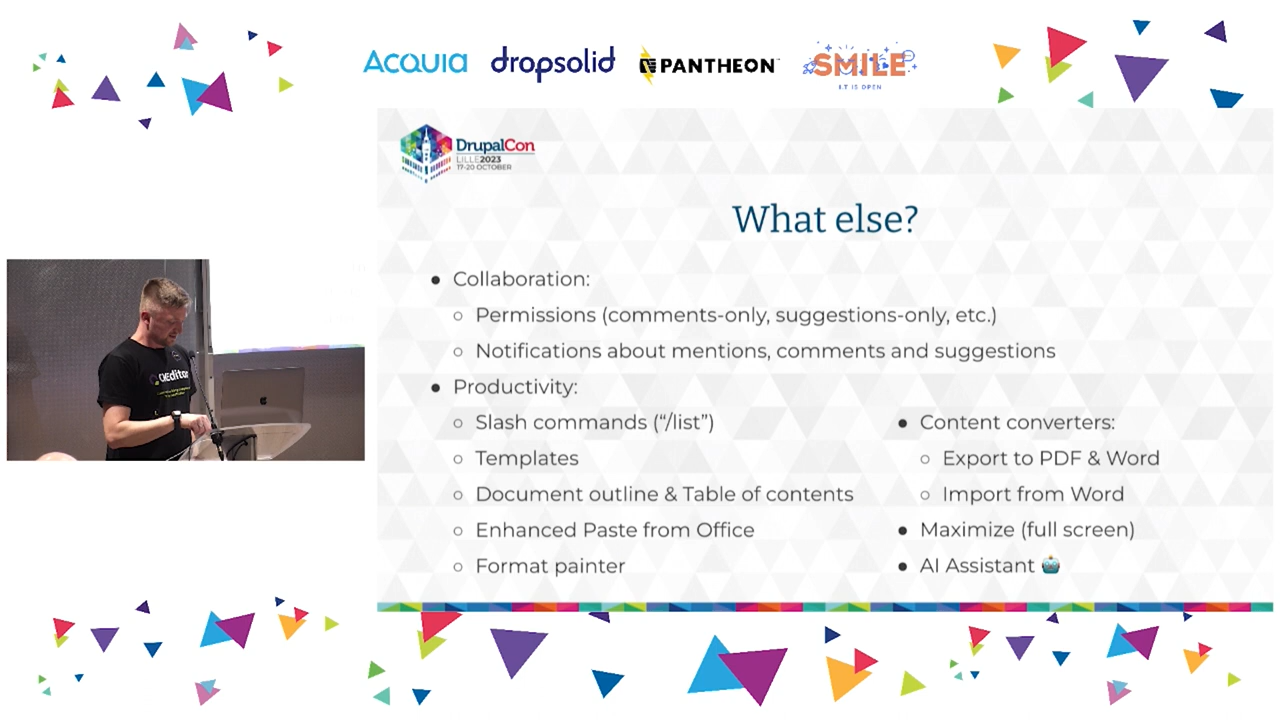 ACQUIA
dropsolid
PANTHEON
SMILE
I.T IS OPEN
DrupalCon
LILLE2023
17-20 OCTOBER
What else?
● Collaboration:
○ Permissions (comments-only, suggestions-only, etc.)
○ Notifications about mentions, comments and suggestions
● Productivity:
○ Slash commands (“/list”)
○ Templates
○ Document outline & Table of contents
○ Enhanced Paste from Office
○ Format painter
● Content converters:
○ Export to PDF & Word
○ Import from Word
● Maximize (full screen)
● AI Assistant 🤖
CKEditor